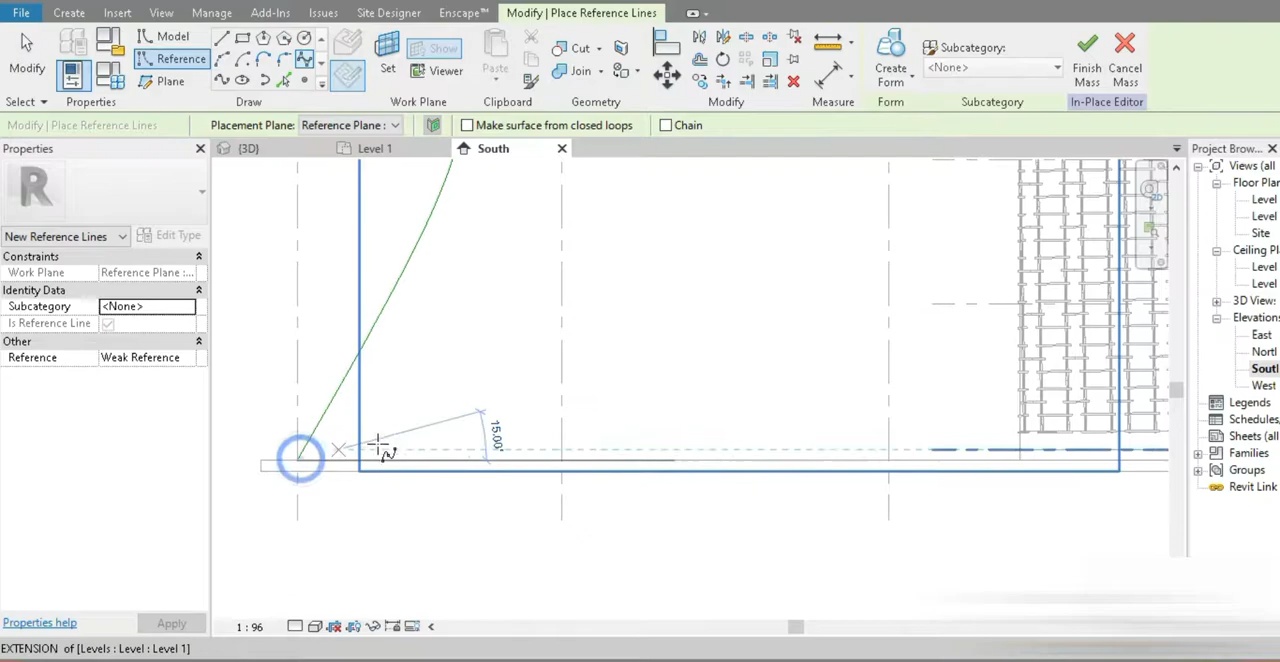 File Create Insert View Manage Add-Ins Issues Site Designer Enscape™ Modify | Place Reference Lines
Modify
Model
Reference
Plane
Set
Show
Viewer
Paste
Cut
Join
Create
Form
Subcategory:
<None>
Finish
Mass
Cancel
Mass
Select Properties Draw Work Plane Clipboard Geometry Modify Measure Form Subcategory In-Place Editor
Modify | Place Reference Lines Placement Plane: Reference Plane : Make surface from closed loops Chain
Properties
{3D} Level 1 South
Project Brow...
R
New Reference Lines Edit Type
Constraints
Work Plane Reference Plane :...
Identity Data
Subcategory <None>
Is Reference Line
Other
Reference Weak Reference
15.00°
Views (all
Floor Plan
Level
Level
Site
Ceiling Pl
Level
Level
3D View:
Elevations
East
North
South
West
Legends
Schedules,
Sheets (all
Families
Groups
Revit Link
Properties help Apply
1 : 96
EXTENSION of [Levels : Level : Level 1]